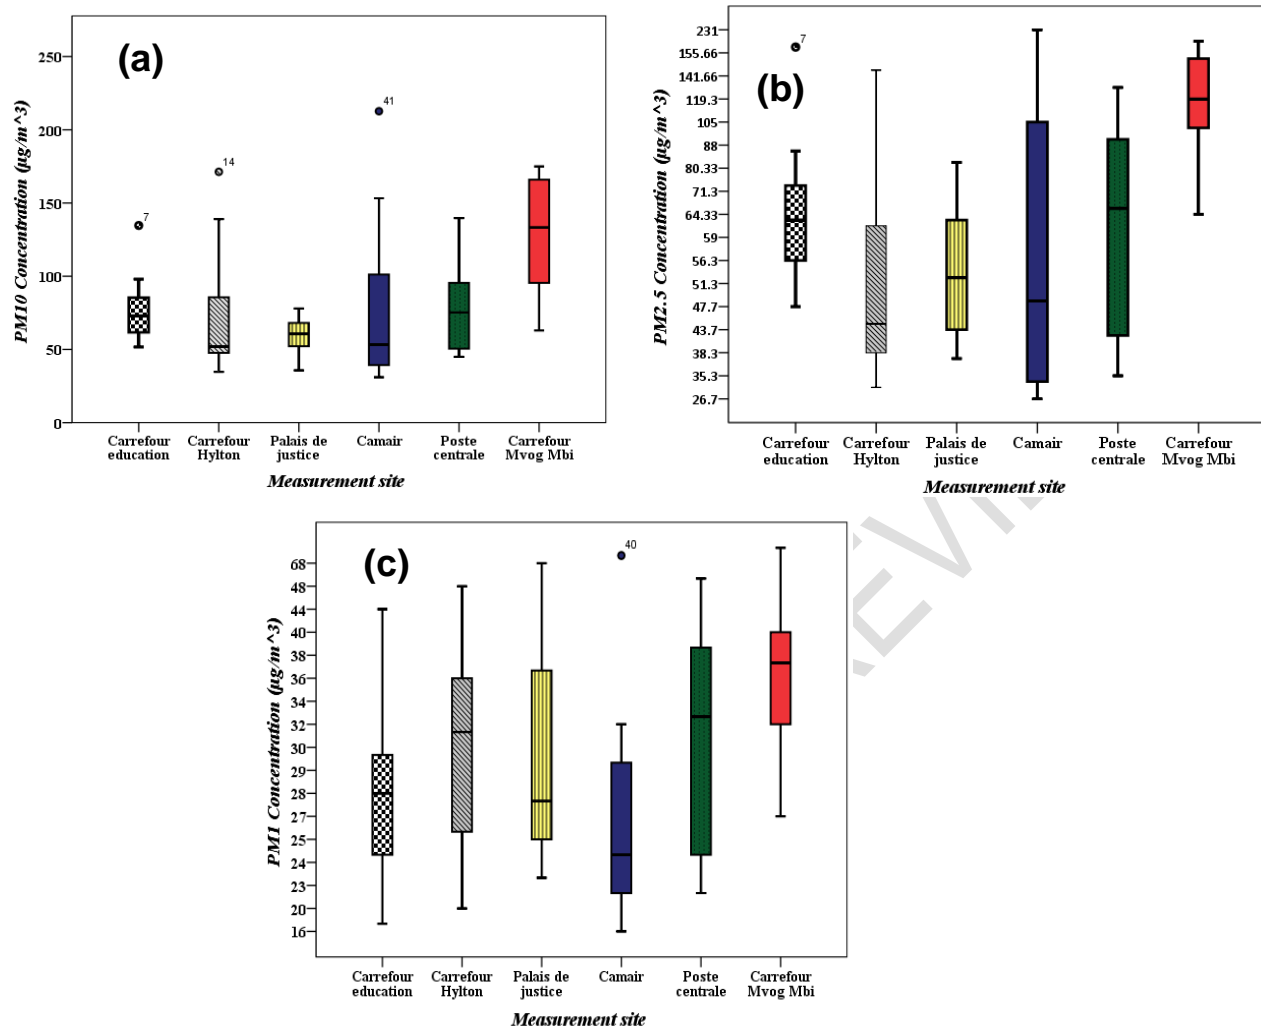 (a)
PM10 Concentration (µg/m^3)
250
200
150
100
50
0
7
14
41
Carrefour education
Carrefour Hylton
Palais de justice
Camair
Poste centrale
Carrefour Mvog Mbi
Measurement site
(b)
PM2.5 Concentration (µg/m^3)
231
155.66
141.66
119.3
105
88
80.33
71.3
64.33
59
56.3
51.3
47.7
43.7
38.3
35.3
26.7
7
Carrefour education
Carrefour Hylton
Palais de justice
Camair
Poste centrale
Carrefour Mvog Mbi
Measurement site
(c)
PM1 Concentration (µg/m^3)
68
48
44
40
38
36
34
32
30
29
28
27
25
24
23
20
16
40
Carrefour education
Carrefour Hylton
Palais de justice
Camair
Poste centrale
Carrefour Mvog Mbi
Measurement site